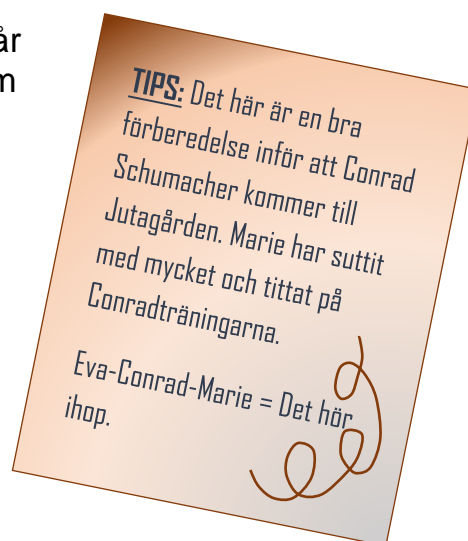 år
m
TIPS: Det här är en bra
förberedelse inför att Conrad
Schumacher kommer till
Jutagården. Marie har suttit
med mycket och tittat på
Conradträningarna.
Eva-Conrad-Marie = Det hör
ihop.